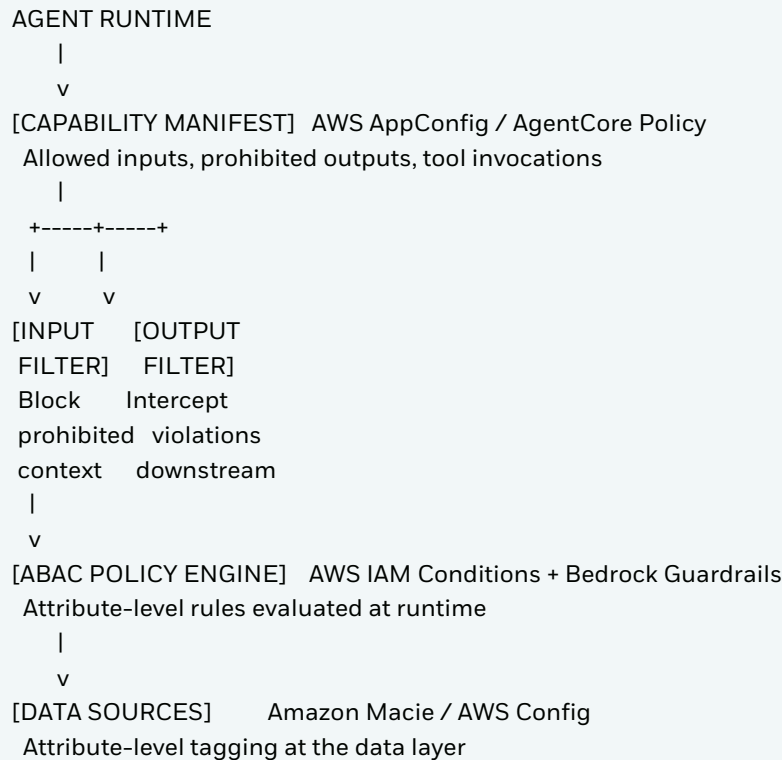 AGENT RUNTIME
|
v
[CAPABILITY MANIFEST]   AWS AppConfig / AgentCore Policy
Allowed inputs, prohibited outputs, tool invocations
|
+-----+-----+
|        |
v        v
[INPUT      [OUTPUT
FILTER]    FILTER]
Block       Intercept
prohibited   violations
context     downstream
|
v
[ABAC POLICY ENGINE]    AWS IAM Conditions + Bedrock Guardrails
Attribute-level rules evaluated at runtime
|
v
[DATA SOURCES]         Amazon Macie / AWS Config
Attribute-level tagging at the data layer